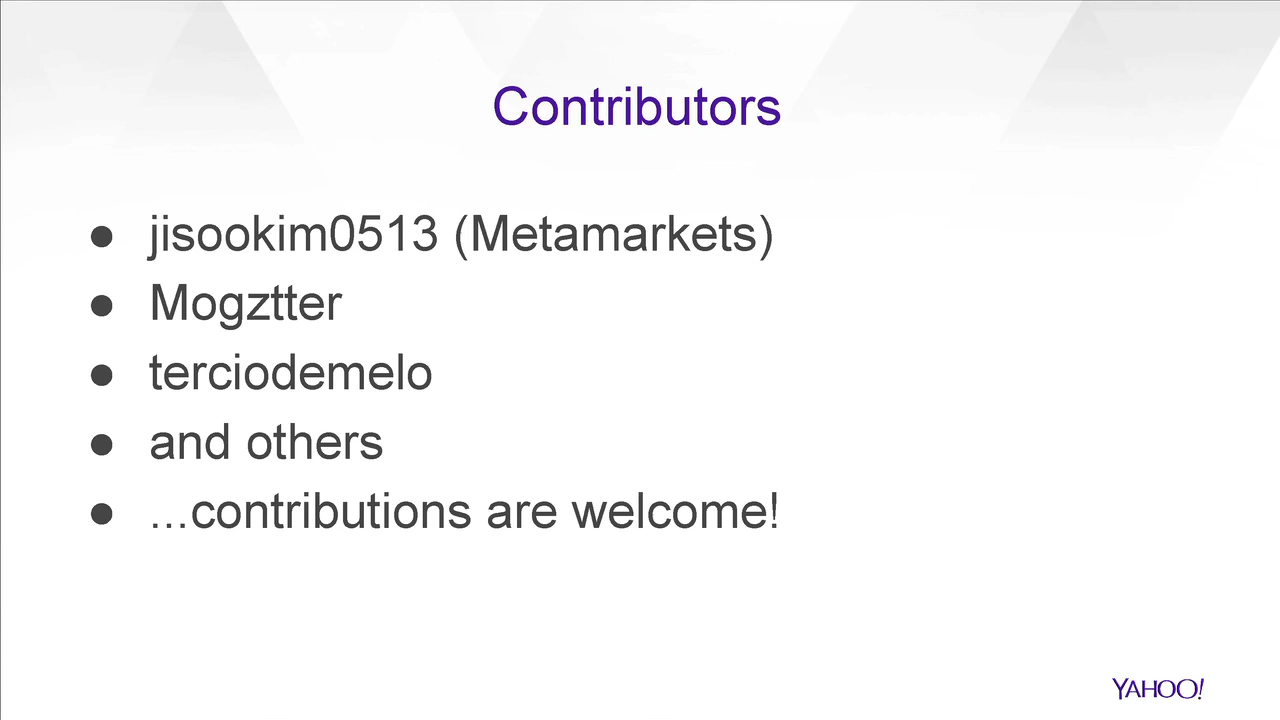 Contributors
● jisookim0513 (Metamarkets)
● Mogztter
● terciodemelo
● and others
● ...contributions are welcome!
YAHOO!